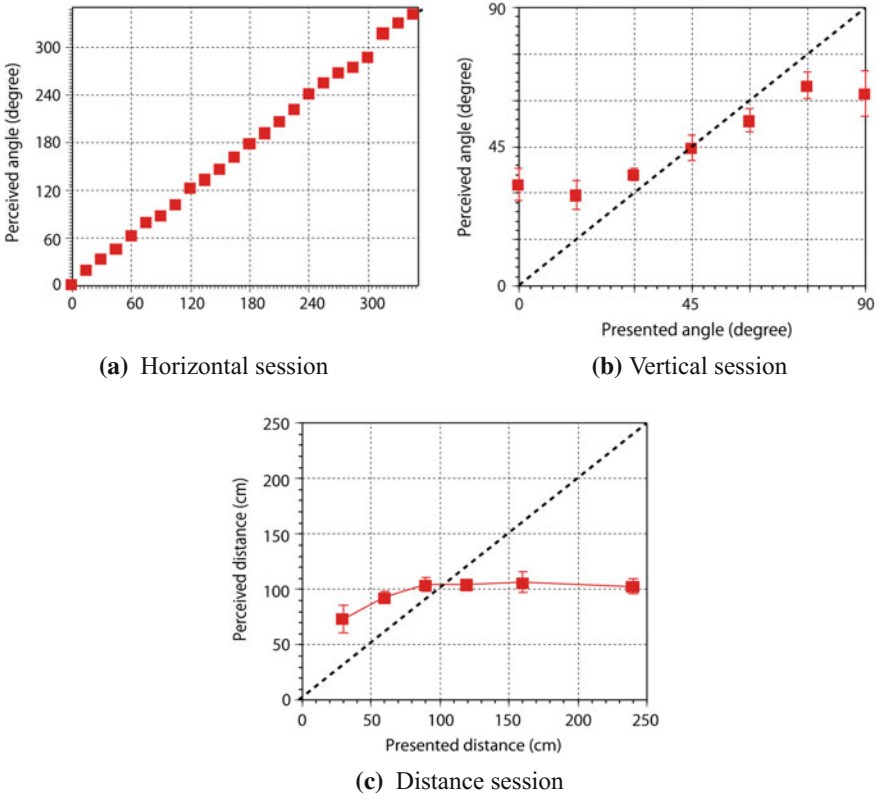 Perceived angle (degree)
300
240
180
120
60
0
0 60 120 180 240 300
(a) Horizontal session
Perceived angle (degree)
90
45
0
0 45 90
Presented angle (degree)
(b) Vertical session
Perceived distance (cm)
250
200
150
100
50
0
0 50 100 150 200 250
Presented distance (cm)
(c) Distance session